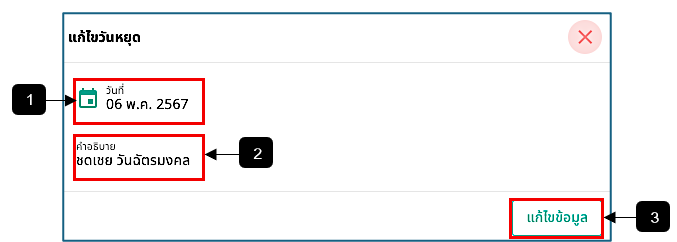 แก้ไขวันหยุด
วันที่
1
06 พ.ค. 2567
คำอธิบาย
ชดเชย วันฉัตรมงคล
2
แก้ไขข้อมูล
3